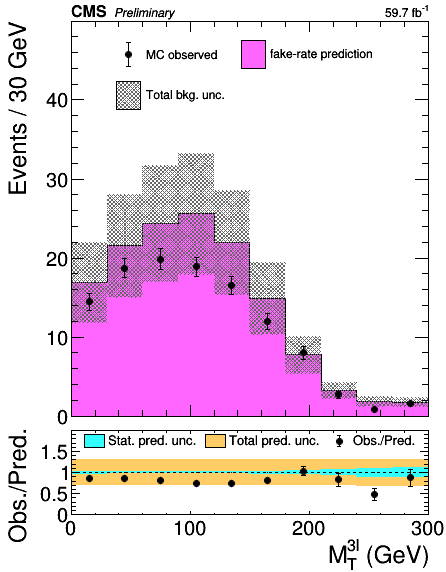 CMS Preliminary 59.7 fb⁻¹
MC observed fake-rate prediction
Total bkg. unc.
Events / 30 GeV
40
30
20
10
0
Stat. pred. unc. Total pred. unc. Obs./Pred.
Obs./Pred.
1.5
1
0.5
0
0 100 200 300
M_T^{3l} (GeV)